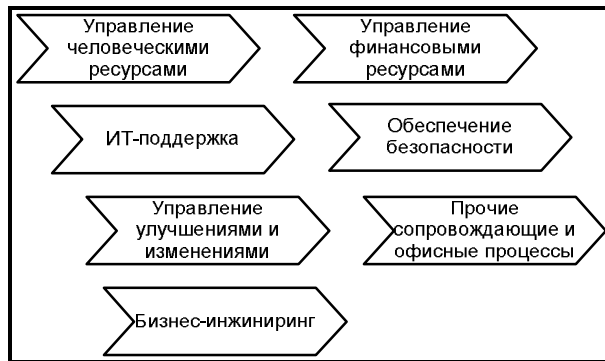 Управление
человеческими
ресурсами
Управление
финансовыми
ресурсами
ИТ-поддержка
Обеспечение
безопасности
Управление
улучшениями и
изменениями
Прочие
сопровождающие и
офисные процессы
Бизнес-инжиниринг